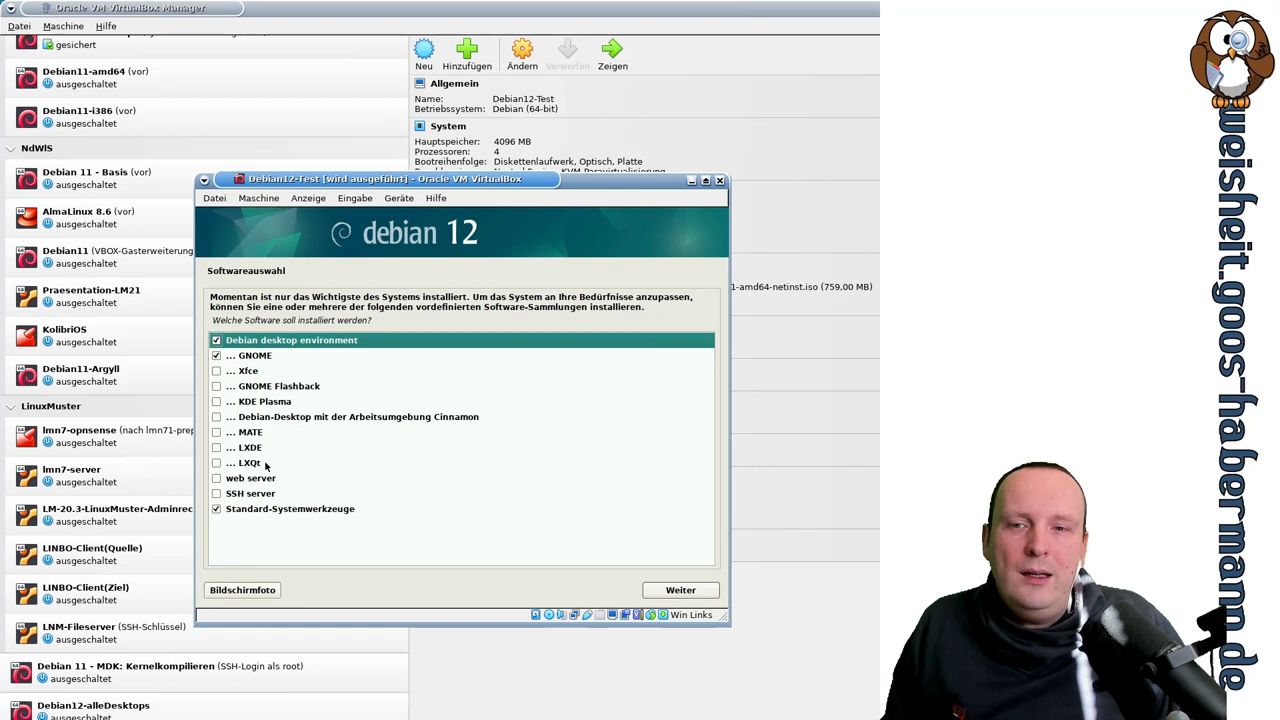 Oracle VM VirtualBox Manager
Datei Maschine Hilfe
gesichert
Debian11-amd64 (vor)
ausgeschaltet
Debian11-i386 (vor)
ausgeschaltet
NdWIS
Debian 11 - Basis (vor)
ausgeschaltet
AlmaLinux 8.6 (vor)
ausgeschaltet
Debian11 (VBOX-Gasterweiterung
ausgeschaltet
Praesentation-LM21
ausgeschaltet
KolibriOS
ausgeschaltet
Debian11-Argyll
ausgeschaltet
LinuxMuster
lmn7-opnsense (nach lmn71-prep
ausgeschaltet
lmn7-server
ausgeschaltet
LM-20.3-LinuxMuster-Adminrec
ausgeschaltet
LINBO-Client(Quelle)
ausgeschaltet
LINBO-Client(Ziel)
ausgeschaltet
LNM-Fileserver (SSH-Schlüssel)
ausgeschaltet
Debian 11 - MDK: Kernelkompilieren (SSH-Login als root)
ausgeschaltet
Debian12-alleDesktops
ausgeschaltet
Neu Hinzufügen Ändern Verwerfen Zeigen
Allgemein
Name: Debian12-Test
Betriebssystem: Debian (64-bit)
System
Hauptspeicher: 4096 MB
Prozessoren: 4
Bootreihenfolge: Diskettenlaufwerk, Optisch, Platte
1-amd64-netinst.iso (759,00 MB)
Debian12-Test [wird ausgeführt] - Oracle VM VirtualBox
Datei Maschine Anzeige Eingabe Geräte Hilfe
debian 12
Softwareauswahl
Momentan ist nur das Wichtigste des Systems installiert. Um das System an Ihre Bedürfnisse anzupassen,
können Sie eine oder mehrere der folgenden vordefinierten Software-Sammlungen installieren.
Welche Software soll installiert werden?
Debian desktop environment
... GNOME
... Xfce
... GNOME Flashback
... KDE Plasma
... Debian-Desktop mit der Arbeitsumgebung Cinnamon
... MATE
... LXDE
... LXQt
web server
SSH server
Standard-Systemwerkzeuge
Bildschirmfoto Weiter
Win Links
weisheit.goos-habermann.de